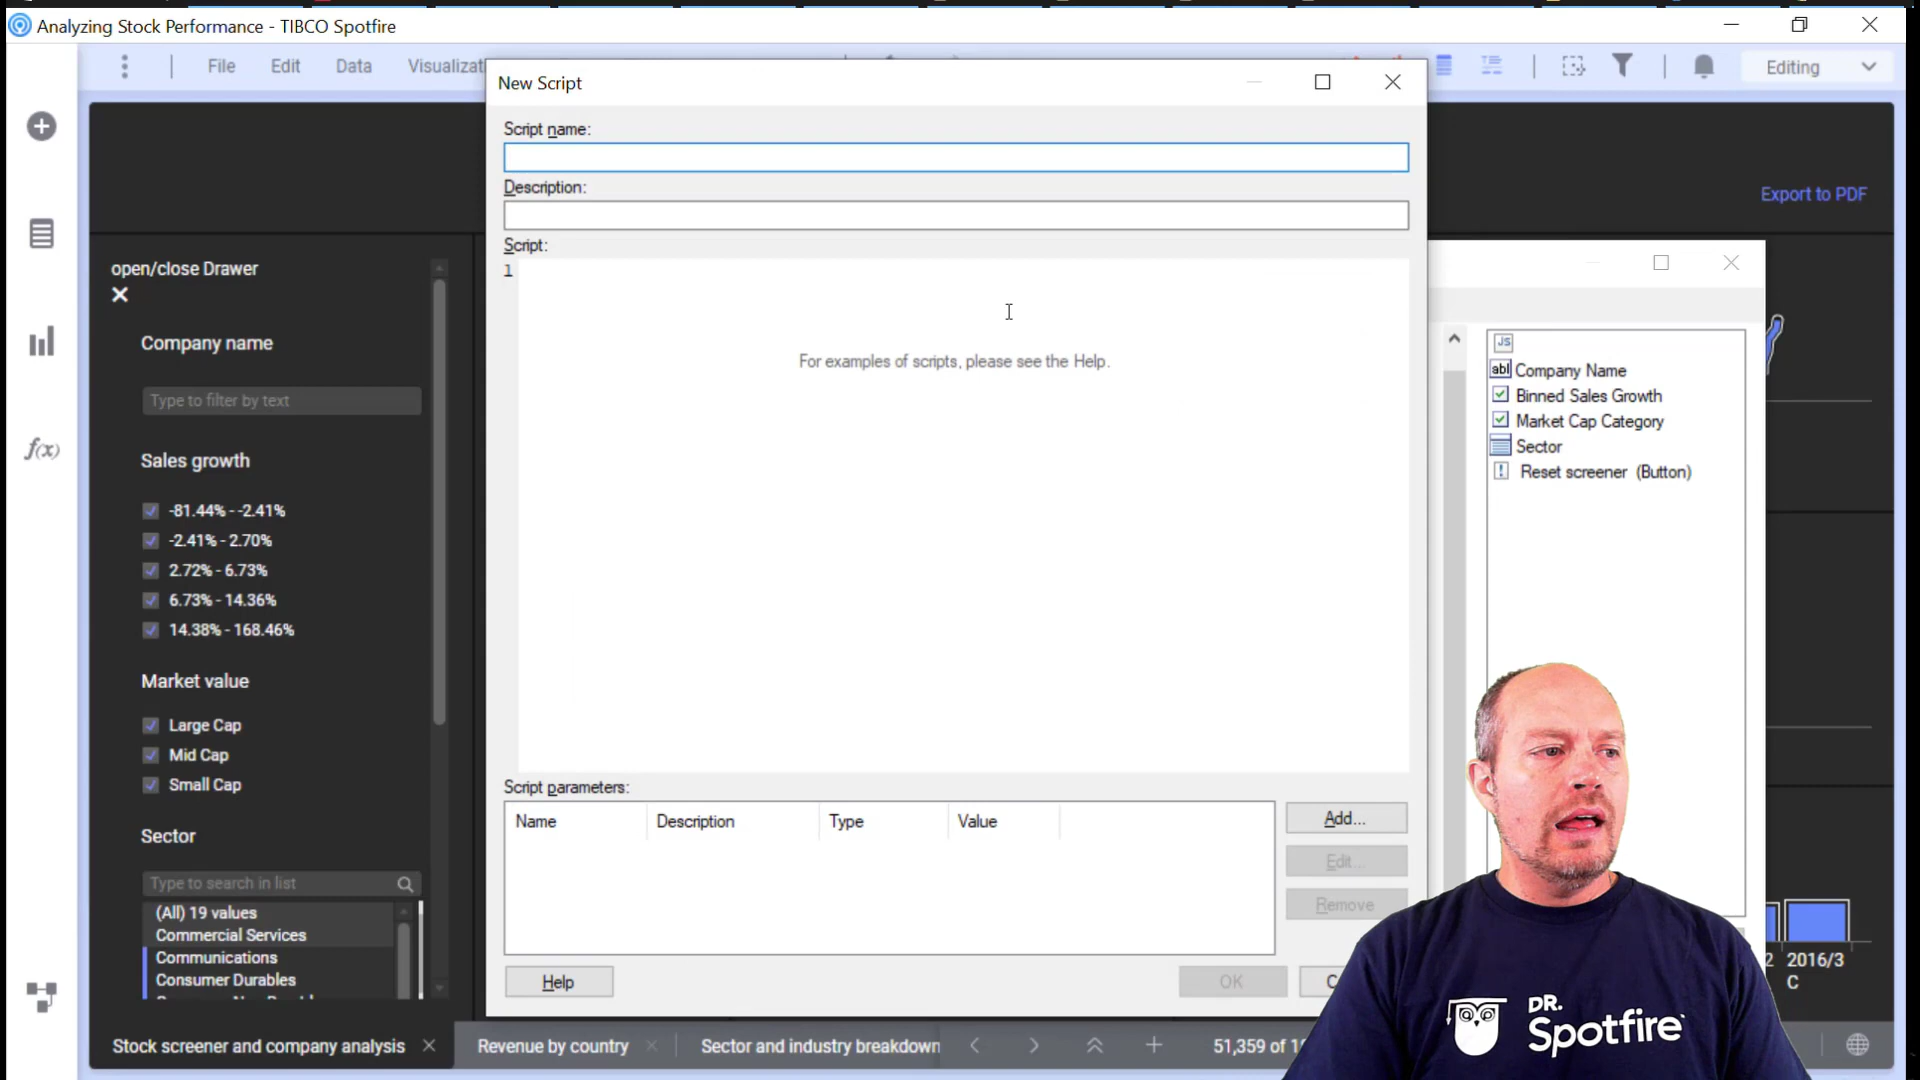 Analyzing Stock Performance - TIBCO Spotfire
File
Edit
Data
Editing
New Script
Script name:
Description:
Script:
1
For examples of scripts, please see the Help.
Script parameters:
Name
Description
Type
Value
Add...
Edit...
Remove
Help
OK
Export to PDF
open/close Drawer
Company name
Type to filter by text
Sales growth
-81.44% - -2.41%
-2.41% - 2.70%
2.72% - 6.73%
6.73% - 14.36%
14.38% - 168.46%
Market value
Large Cap
Mid Cap
Small Cap
Sector
Type to search in list
(All) 19 values
Commercial Services
Communications
Consumer Durables
f(x)
JS
abl Company Name
Binned Sales Growth
Market Cap Category
Sector
Reset screener (Button)
2016/3
C
DR.
Spotfire
Stock screener and company analysis
Revenue by country
Sector and industry breakdown
51,359 of